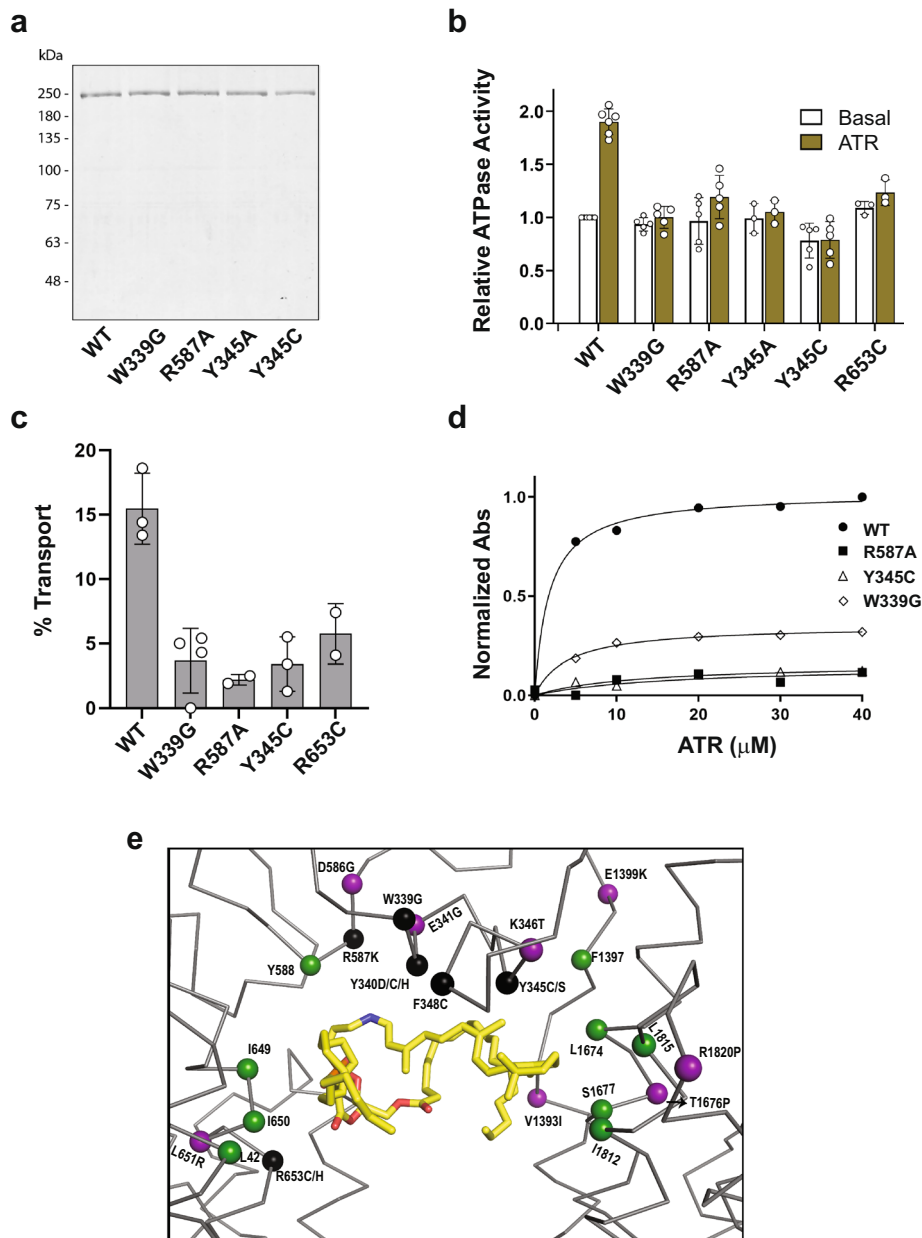 a
kDa
250 -
180 -
135 -
100 -
75 -
63 -
48 -
WT
W339G
R587A
Y345A
Y345C
b
Relative ATPase Activity
2.0
1.5
1.0
0.5
0.0
Basal
ATR
WT
W339G
R587A
Y345A
Y345C
R653C
c
% Transport
20
15
10
5
0
WT
W339G
R587A
Y345C
R653C
d
Normalized Abs
1.0
0.5
0.0
0
10
20
30
40
ATR (μM)
WT
R587A
Y345C
W339G
e
D586G
W339G
E341G
E1399K
K346T
R587K
Y588
Y340D/C/H
F348C
Y345C/S
F1397
I649
L1674
L1815
R1820P
I650
S1677
T1676P
V1393I
L651R
L42
R653C/H
I1812